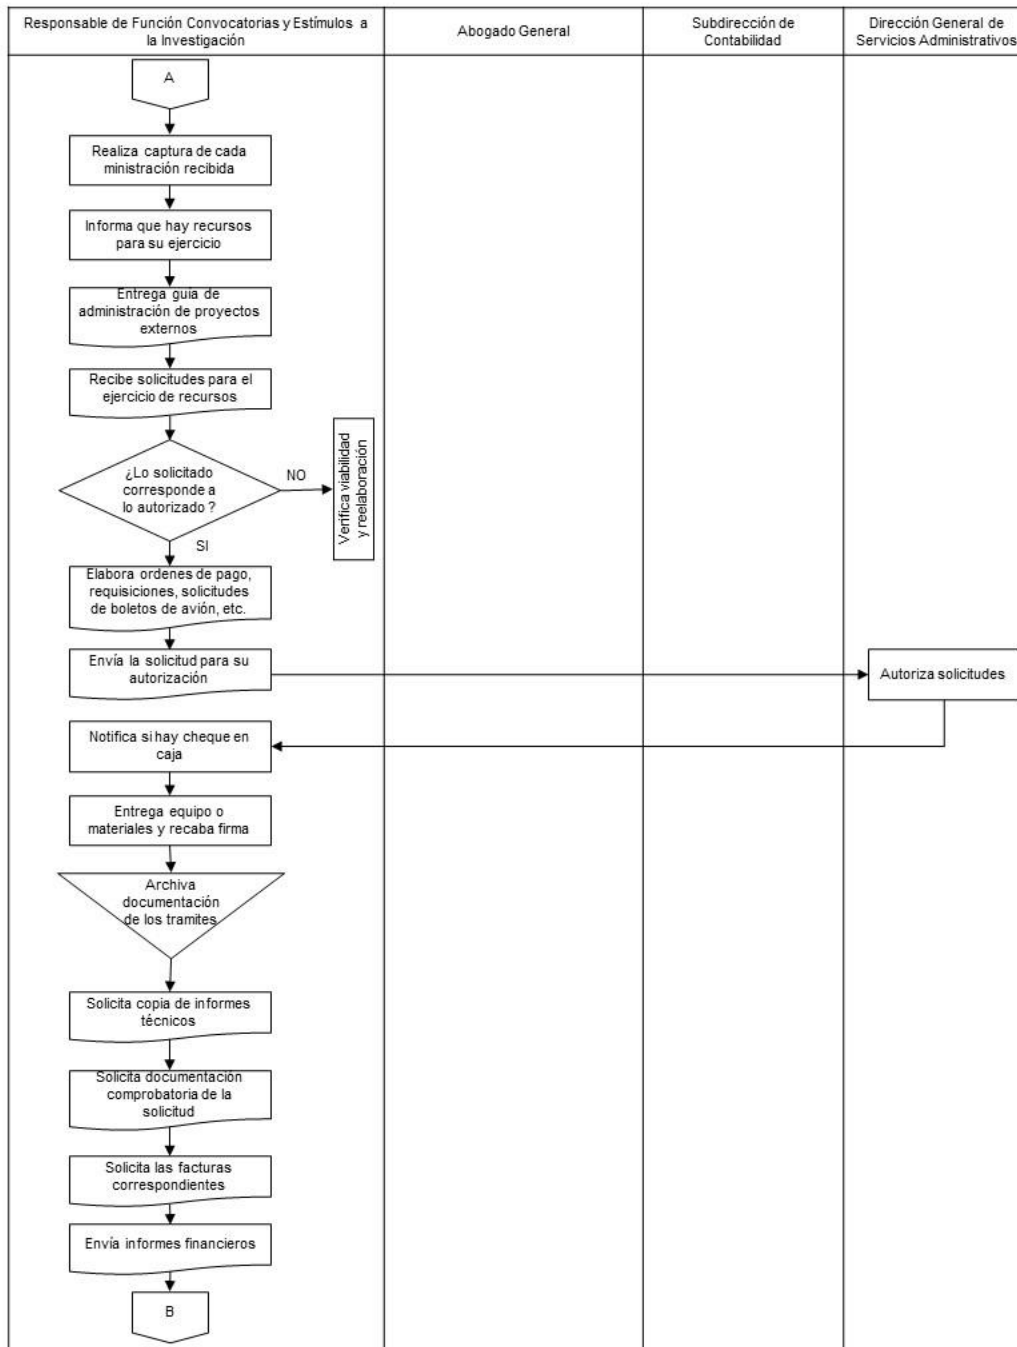 Responsable de Función Convocatorias y Estímulos a
la Investigación
Abogado General
Subdirección de
Contabilidad
Dirección General de
Servicios Administrativos
A
Realiza captura de cada
ministración recibida
Informa que hay recursos
para su ejercicio
Entrega guía de
administración de proyectos
externos
Recibe solicitudes para el
ejercicio de recursos
¿Lo solicitado
corresponde a
lo autorizado ?
NO
Verifica viabilidad
y reelaboración
SI
Elabora ordenes de pago,
requisiciones, solicitudes
de boletos de avión, etc.
Envía la solicitud para su
autorización
Autoriza solicitudes
Notifica si hay cheque en
caja
Entrega equipo o
materiales y recaba firma
Archiva
documentación
de los tramites
Solicita copia de informes
técnicos
Solicita documentación
comprobatoria de la
solicitud
Solicita las facturas
correspondientes
Envía informes financieros
B